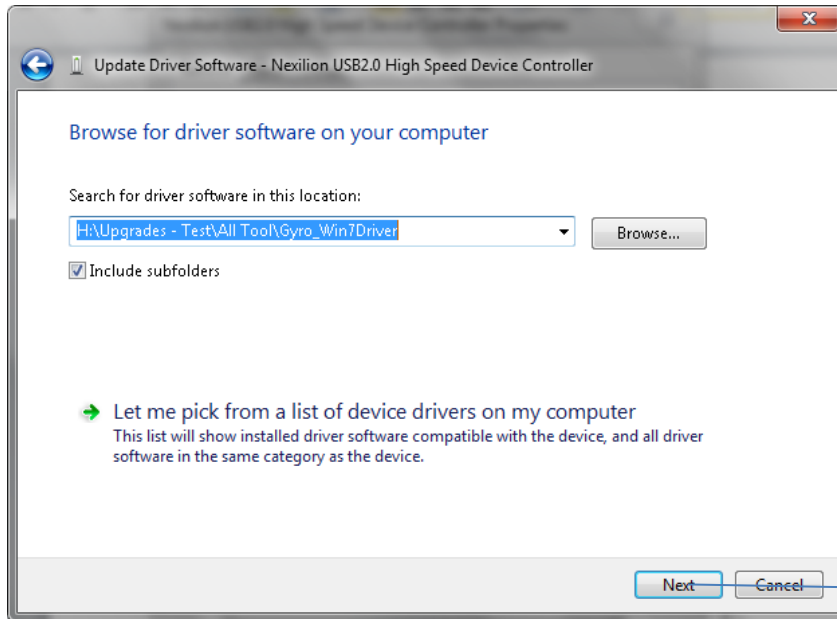 Update Driver Software - Nexilion USB2.0 High Speed Device Controller
Browse for driver software on your computer
Search for driver software in this location:
H:\Upgrades - Test\All Tool\Gyro_Win7Driver
Browse...
Include subfolders
Let me pick from a list of device drivers on my computer
This list will show installed driver software compatible with the device, and all driver
software in the same category as the device.
Next
Cancel